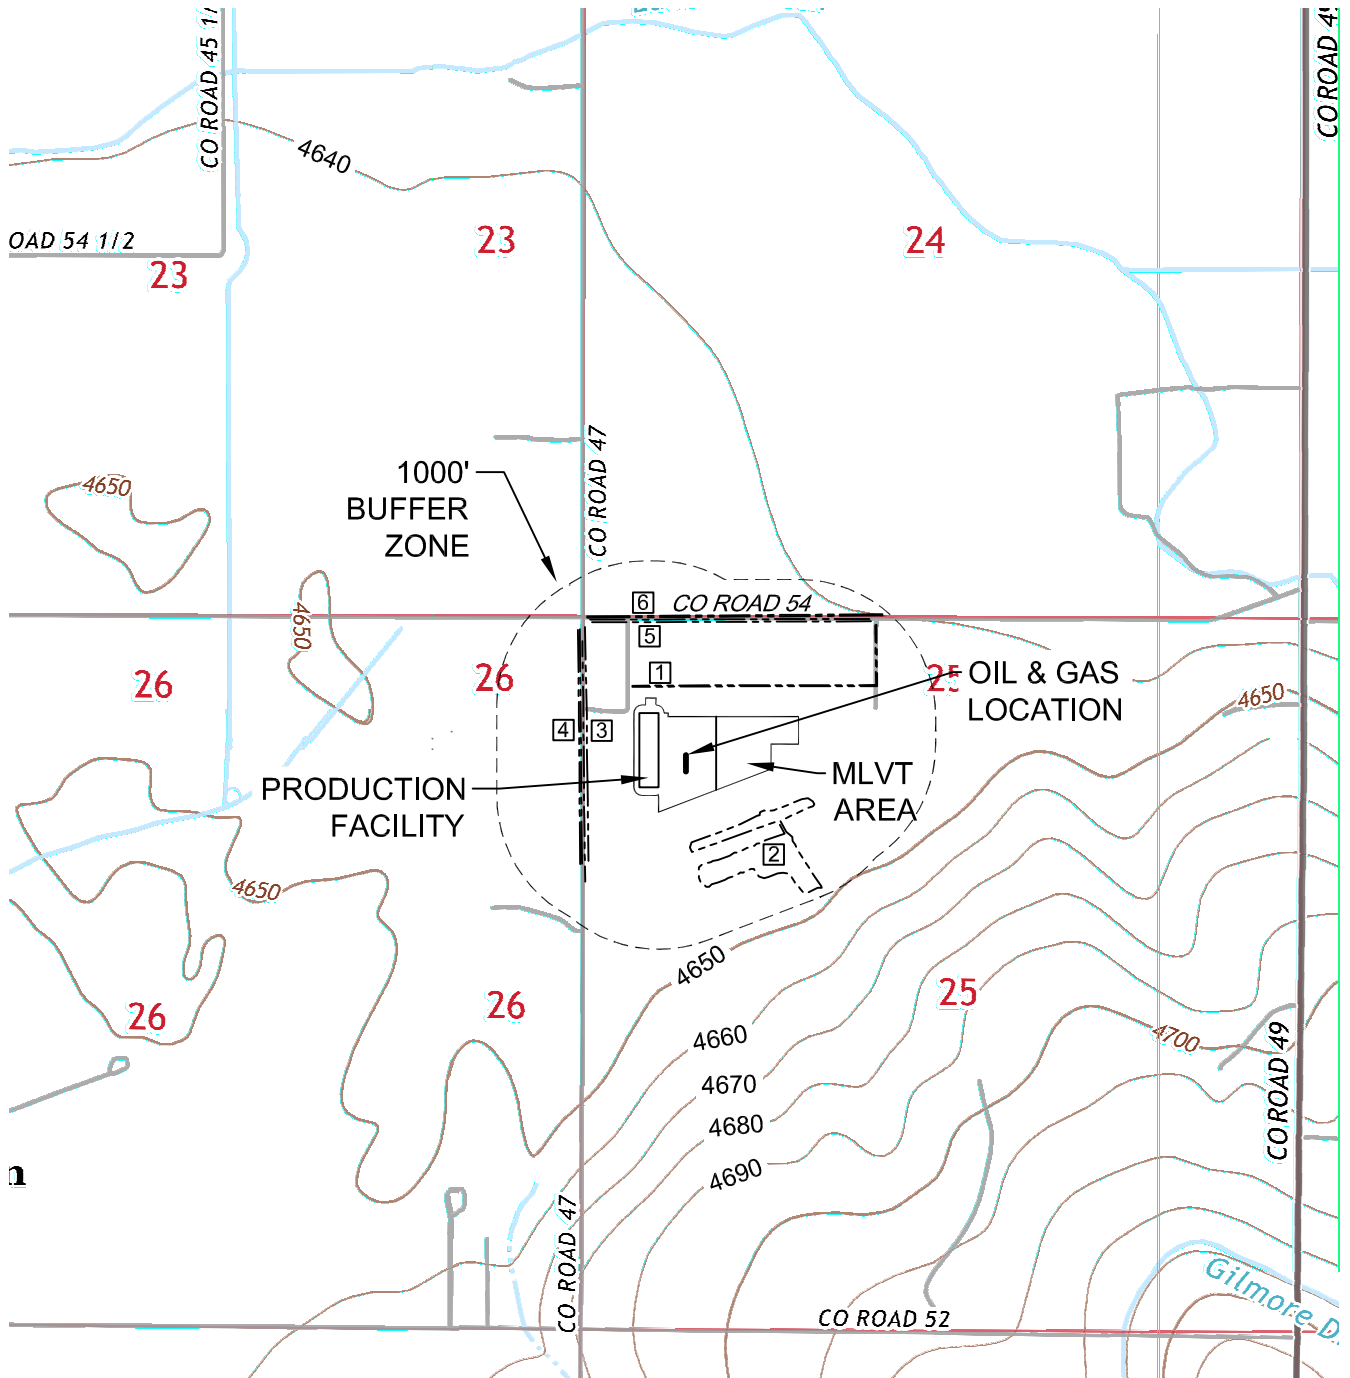 CO ROAD 45 1/
CO ROAD 49
4640
OAD 54 1/2
23
23
24
CO ROAD 47
1000'
BUFFER
ZONE
4650
4650
6
CO ROAD 54
5
1
26
26
OIL & GAS
LOCATION
4650
4
3
PRODUCTION
FACILITY
MLVT
AREA
2
4650
4650
25
26
26
4660
4670
4680
4690
4700
CO ROAD 49
n
CO ROAD 47
CO ROAD 52
Gilmore D